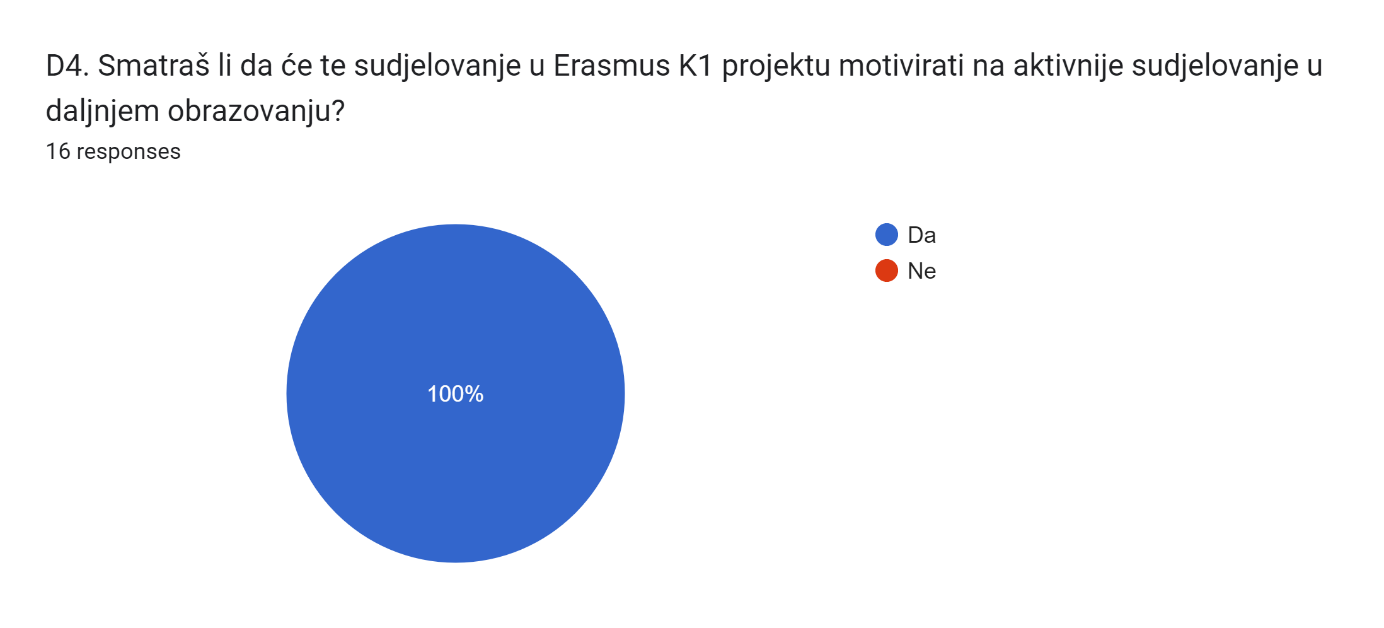 D4. Smatraš li da će te sudjelovanje u Erasmus K1 projektu motivirati na aktivnije sudjelovanje u
daljnjem obrazovanju?
16 responses
Da
Ne
100%